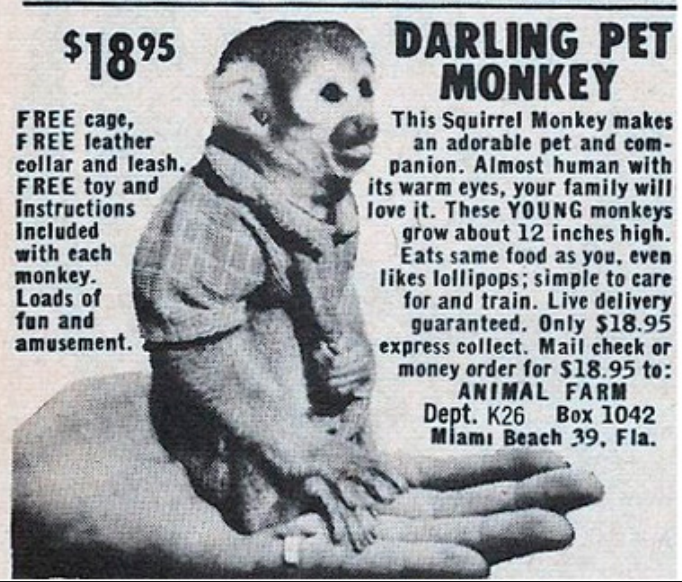 $18.95
FREE cage,
FREE leather
collar and leash.
FREE toy and
Instructions
Included
with each
monkey.
Loads of
fun and
amusement.
DARLING PET
MONKEY
This Squirrel Monkey makes
an adorable pet and com-
panion. Almost human with
its warm eyes, your family will
love it. These YOUNG monkeys
grow about 12 inches high.
Eats same food as you, even
likes lollipops; simple to care
for and train. Live delivery
guaranteed. Only $18.95
express collect. Mail check or
money order for $18.95 to:
ANIMAL FARM
Dept. K26 Box 1042
Miami Beach 39, Fla.